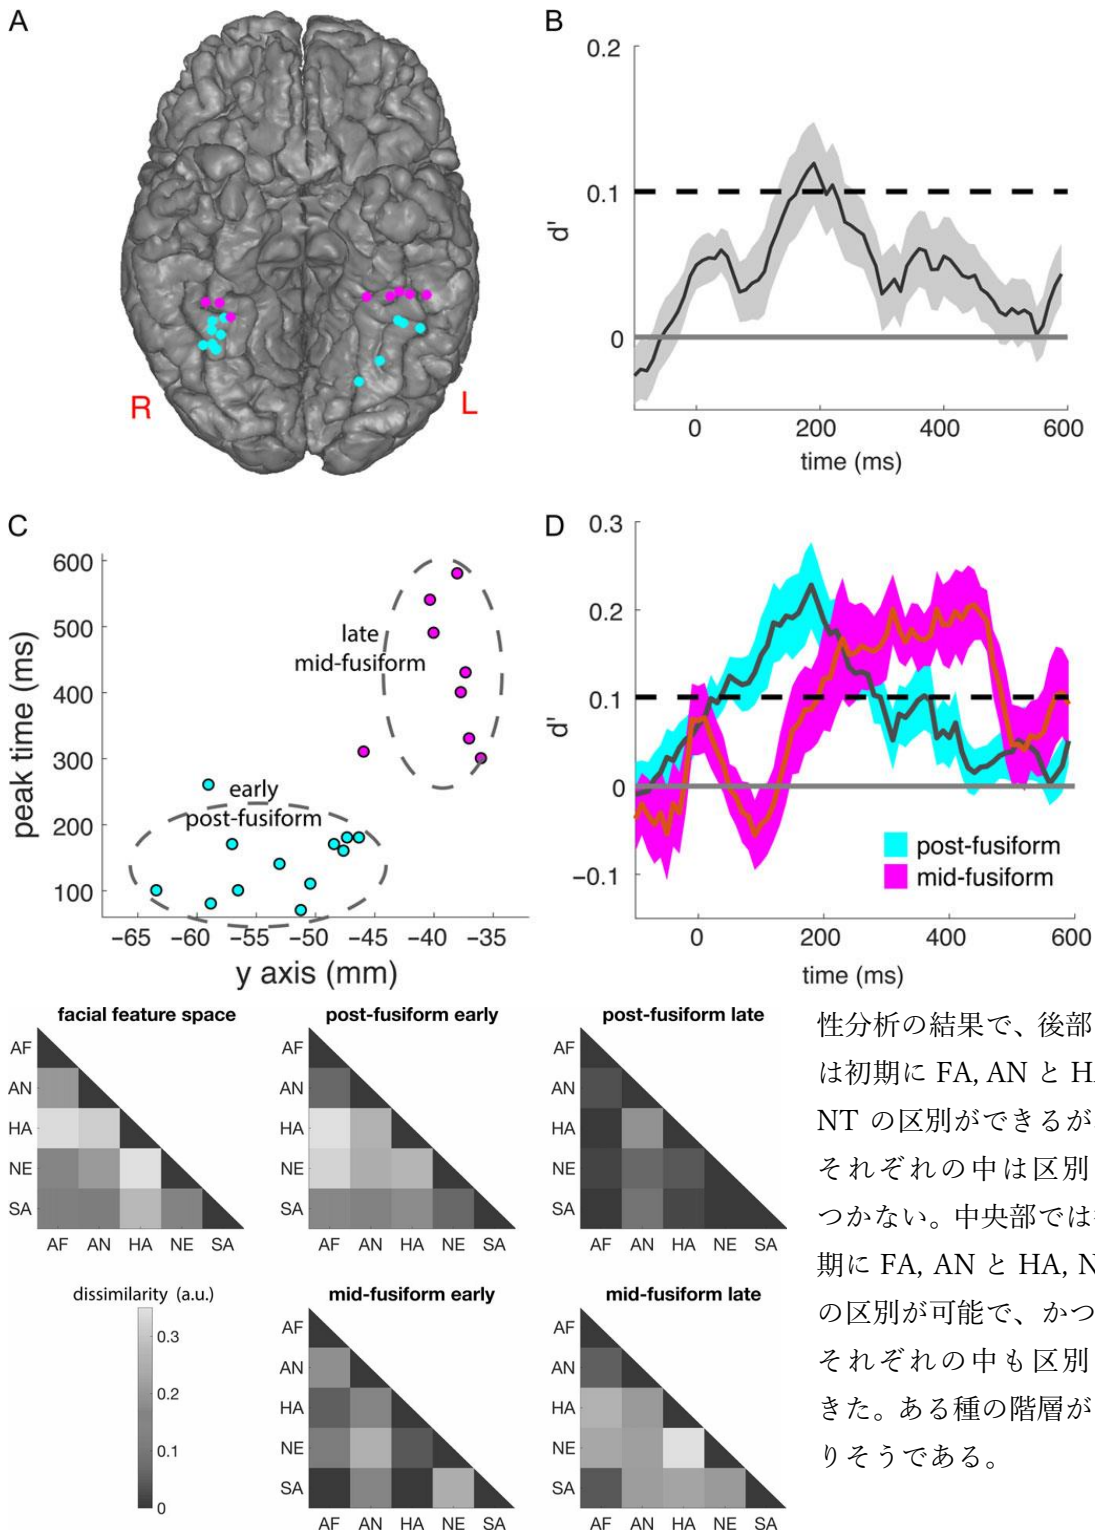 A
R
L
B
0.2
0.1
0
d'
0
200
400
600
time (ms)
C
600
500
400
300
200
100
peak time (ms)
late
mid-fusiform
early
post-fusiform
−65 −60 −55 −50 −45 −40 −35
y axis (mm)
D
0.3
0.2
0.1
0
−0.1
d'
post-fusiform
mid-fusiform
0
200
400
600
time (ms)
facial feature space
AF
AN
HA
NE
SA
AF AN HA NE SA
post-fusiform early
AF
AN
HA
NE
SA
AF AN HA NE SA
post-fusiform late
AF
AN
HA
NE
SA
AF AN HA NE SA
dissimilarity (a.u.)
0.3
0.2
0.1
0
mid-fusiform early
AF
AN
HA
NE
SA
AF AN HA NE SA
mid-fusiform late
AF
AN
HA
NE
SA
AF AN HA NE SA
性分析の結果で、後部
は初期に FA, AN と HA
NT の区別ができるが
それぞれの中は区別
つかない。中央部では
期に FA, AN と HA, N
の区別が可能で、かつ
それぞれの中も区別
きた。ある種の階層が
りそうである。